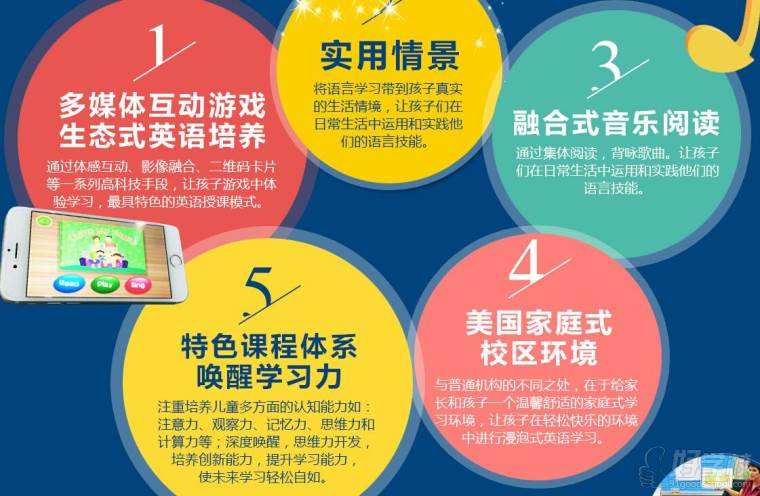 1
多媒体互动游戏
生态式英语培养
通过体感互动、影像融合、二维码卡片
等一系列高科技手段，让孩子游戏中体
验学习，最具特色的英语授课模式。
实用情景
将语言学习带到孩子真实
的生活情境，让孩子们在
日常生活中运用和实践他
们的语言技能。
3
融合式音乐阅读
通过集体阅读，背咏歌曲。让孩子
们在日常生活中运用和实践他们的
语言技能。
Read Play Sing
5
特色课程体系
唤醒学习力
注重培养儿童多方面的认知能力如：
注意力、观察力、记忆力、思维力和
计算力等；深度唤醒，思维力开发，
培养创新能力，提升学习能力，
使未来学习轻松自如。
4
美国家庭式
校区环境
与普通机构的不同之处，在于给家
长和孩子一个温馨舒适的家庭式学
习环境，让孩子在轻松快乐的环境
中进行漫泡式英语学习。